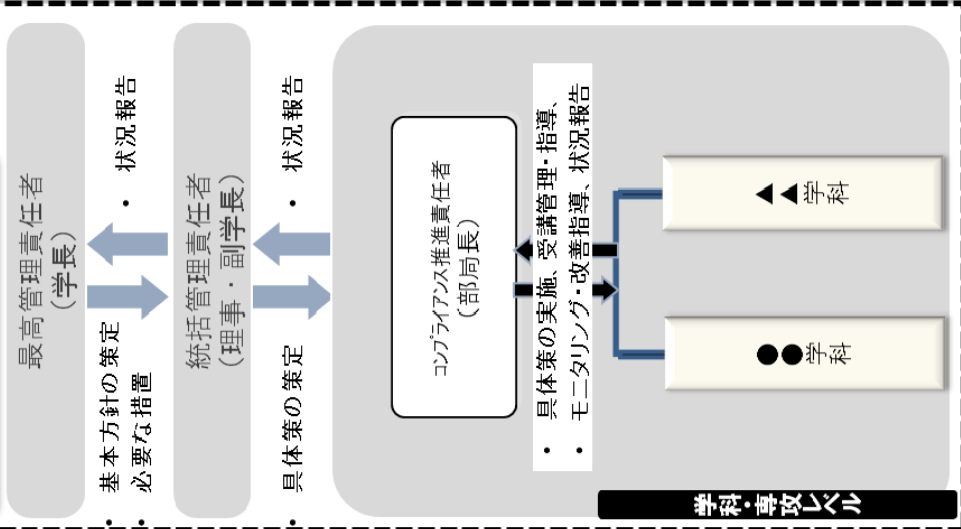 最高管理責任者
（学長）
・ 基本方針の策定
・ 必要な措置
・ 状況報告
統括管理責任者
（理事・副学長）
・ 具体策の策定
・ 状況報告
コンプライアンス推進責任者
（部局長）
・ 具体策の実施、受講管理・指導、
・ モニタリング・改善指導、状況報告
●●学科
▲▲学科
学科・専攻レベル